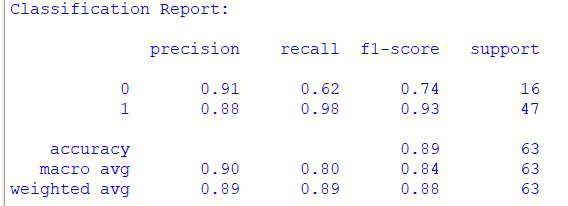 Classification Report:
precision recall f1-score support
0 0.91 0.62 0.74 16
1 0.88 0.98 0.93 47
accuracy 0.89 63
macro avg 0.90 0.80 0.84 63
weighted avg 0.89 0.89 0.88 63